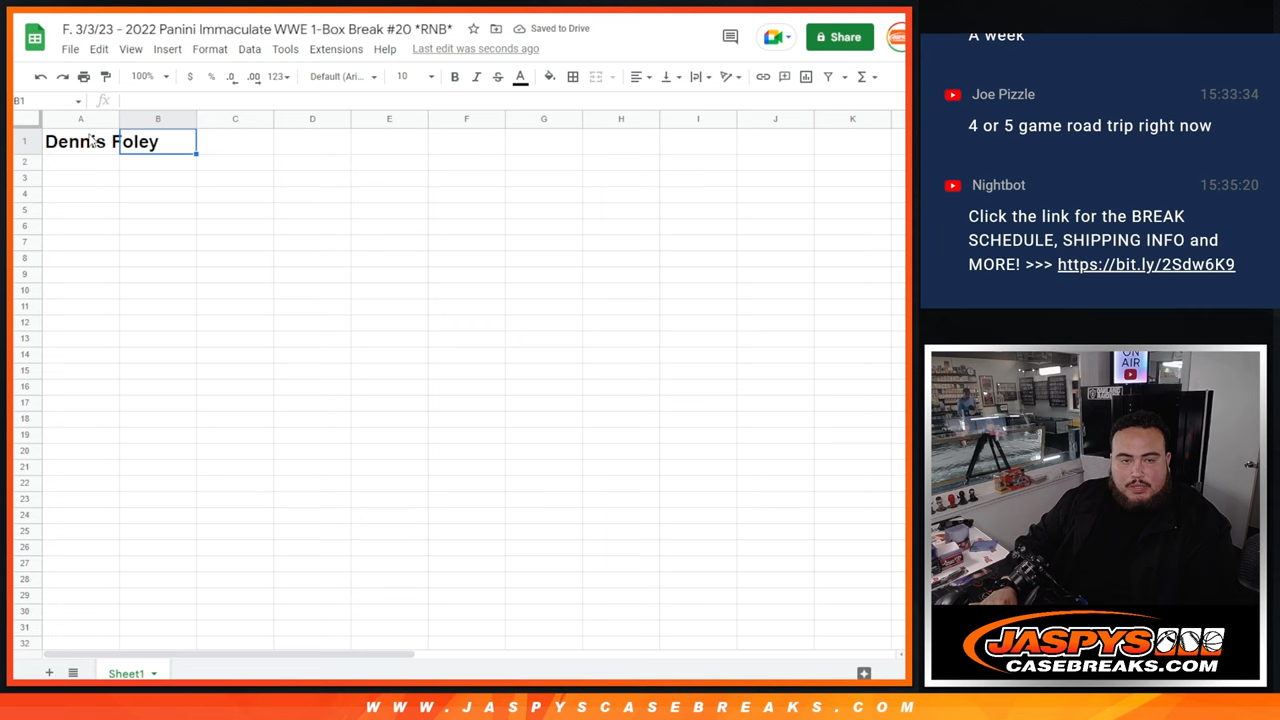 F. 3/3/23 - 2022 Panini Immaculate WWE 1-Box Break #20 *RNB*
Saved to Drive
File Edit View Insert Format Data Tools Extensions Help Last edit was seconds ago
Share
100% $ % .0 .00 123 Default (Ari... 10 B I S A
B1 fx
A B C D E F G H I J K
1 Dennis Foley
2
3
4
5
6
7
8
9
10
11
12
13
14
15
16
17
18
19
20
21
22
23
24
25
26
27
28
29
30
31
32
Sheet1
A week
Joe Pizzle 15:33:34
4 or 5 game road trip right now
Nightbot 15:35:20
Click the link for the BREAK
SCHEDULE, SHIPPING INFO and
MORE! >>> https://bit.ly/2Sdw6K9
ON
AIR
JASPYS
CASEBREAKS.COM
WWW.JASPYSCASEBREAKS.COM